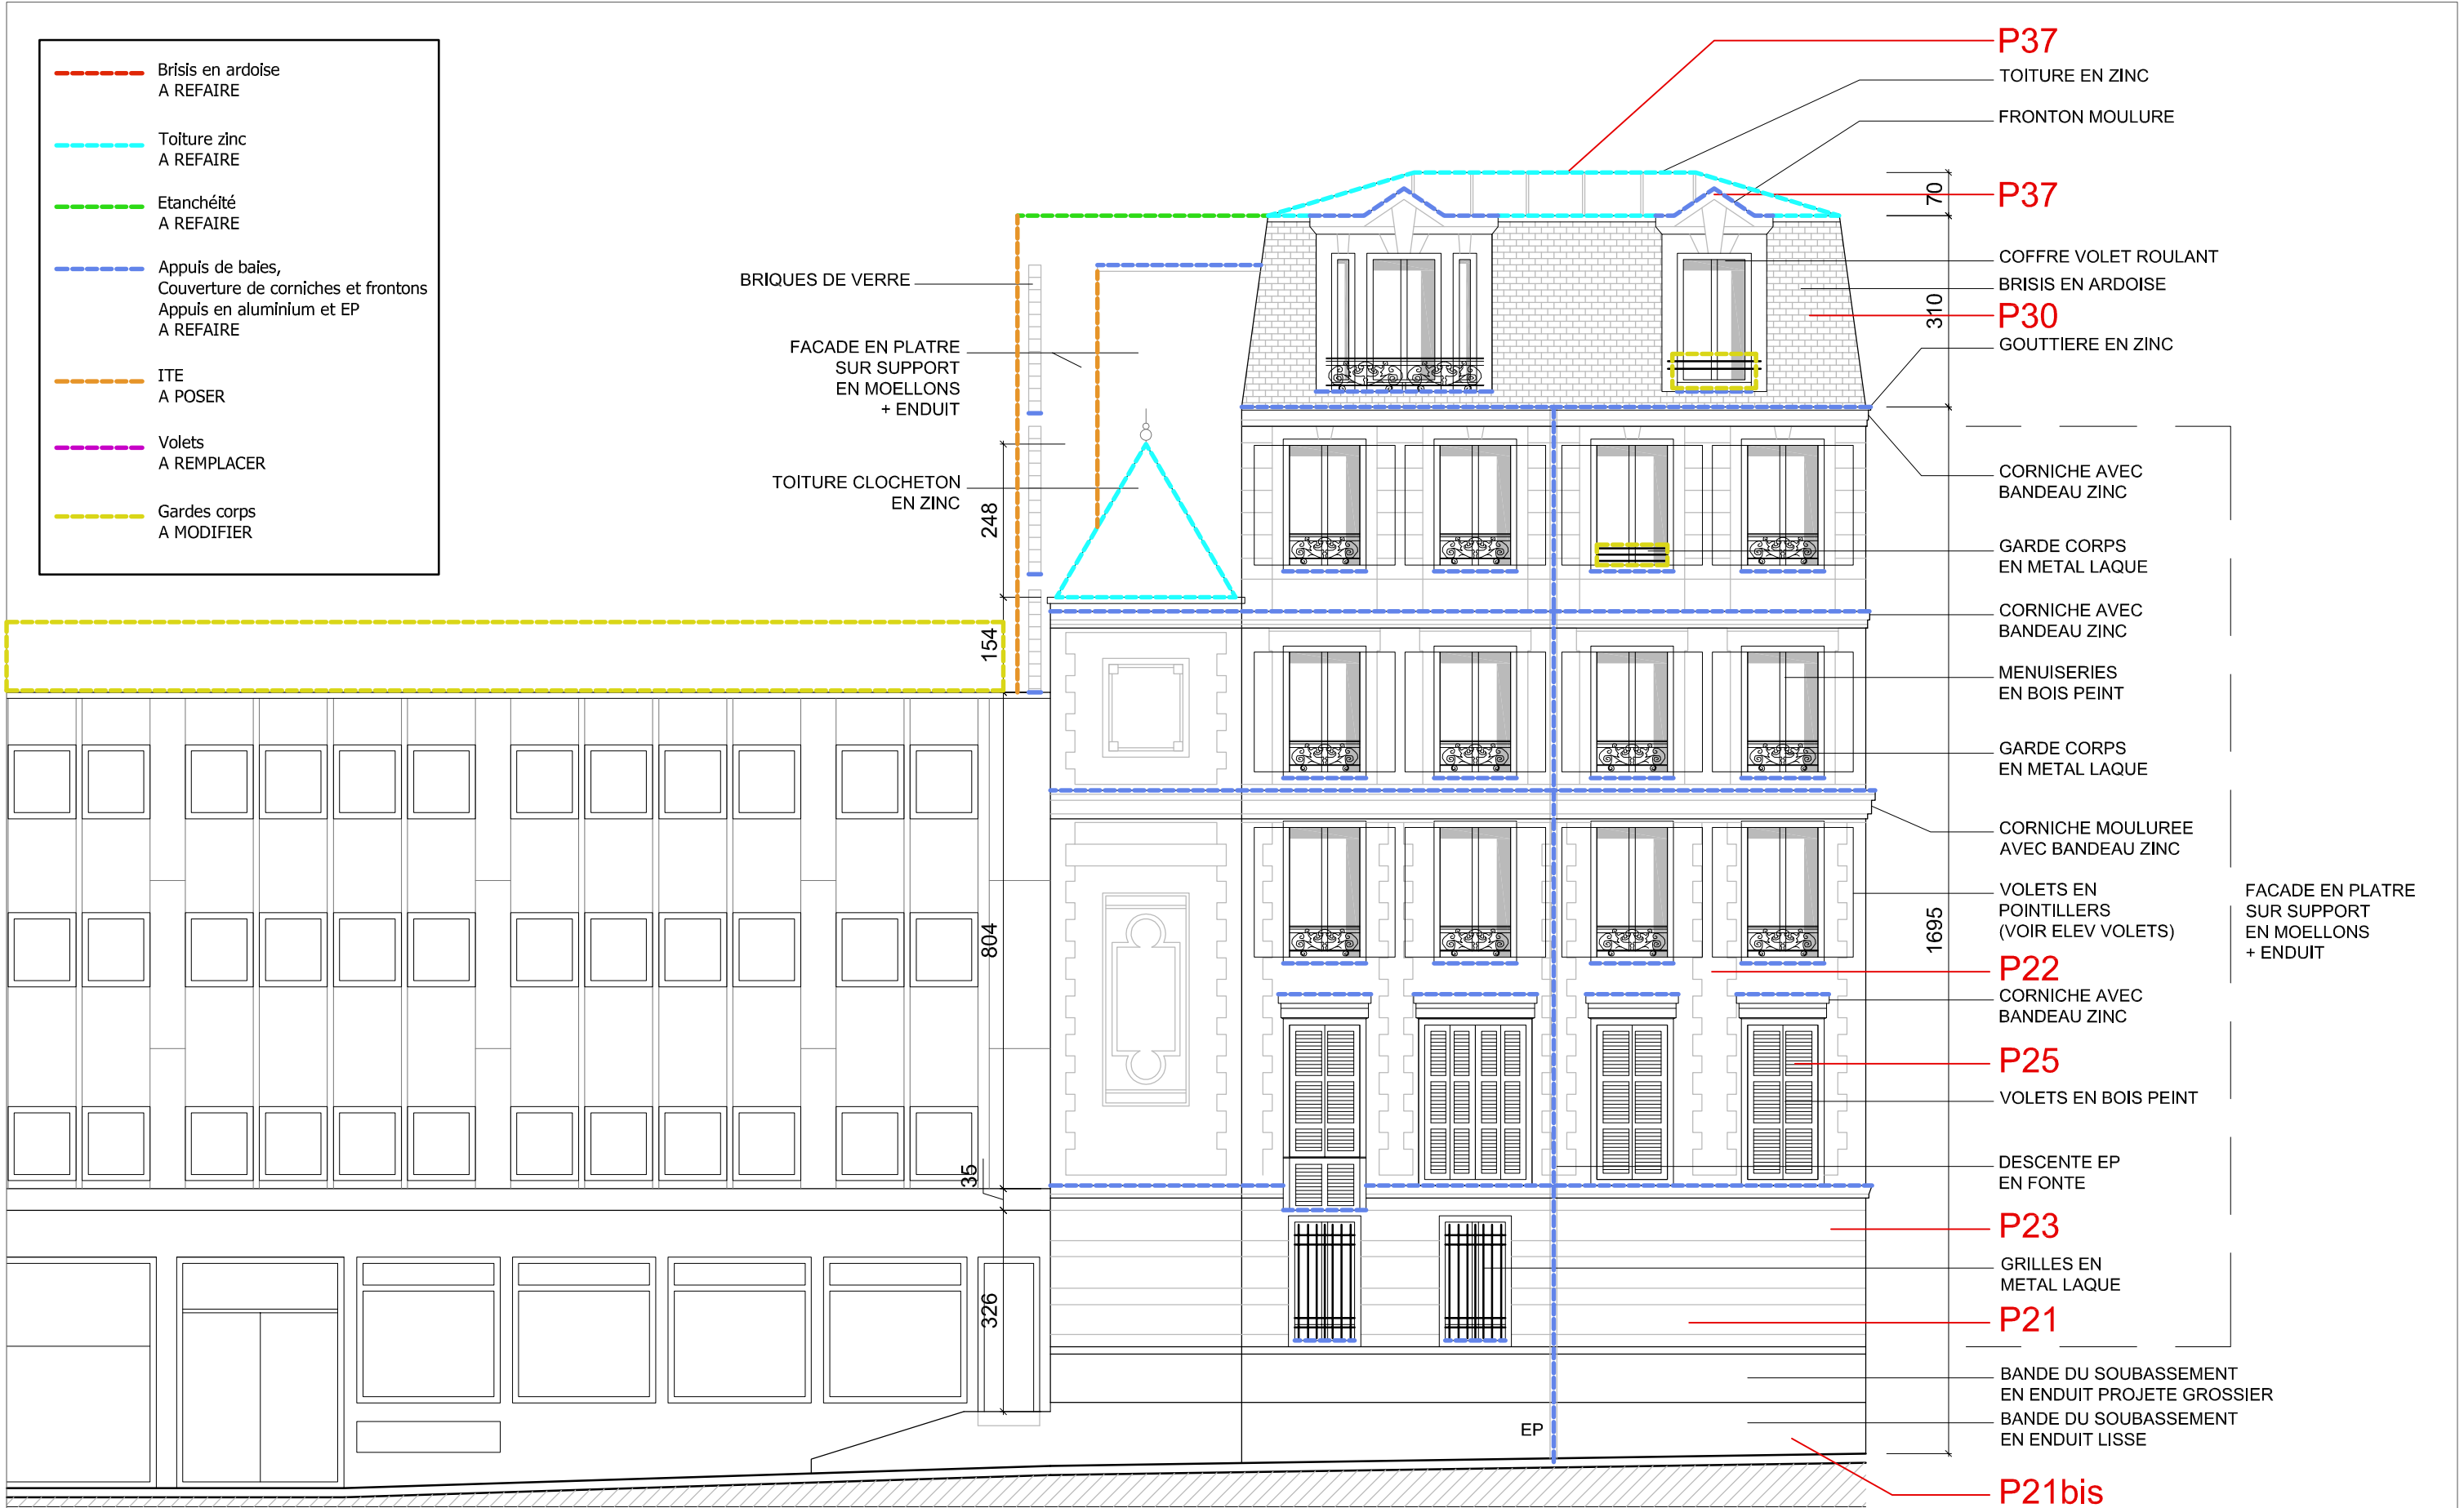 Brisis en ardoise
A REFAIRE
Toiture zinc
A REFAIRE
Etanchéité
A REFAIRE
Appuis de baies,
Couverture de corniches et frontons
Appuis en aluminium et EP
A REFAIRE
ITE
A POSER
Volets
A REMPLACER
Gardes corps
A MODIFIER
BRIQUES DE VERRE
FACADE EN PLATRE
SUR SUPPORT
EN MOELLONS
+ ENDUIT
TOITURE CLOCHETON
EN ZINC
248
154
804
35
326
EP
70
310
1695
P37
TOITURE EN ZINC
FRONTON MOULURE
P37
COFFRE VOLET ROULANT
BRISIS EN ARDOISE
P30
GOUTTIERE EN ZINC
CORNICHE AVEC
BANDEAU ZINC
GARDE CORPS
EN METAL LAQUE
CORNICHE AVEC
BANDEAU ZINC
MENUISERIES
EN BOIS PEINT
GARDE CORPS
EN METAL LAQUE
CORNICHE MOULUREE
AVEC BANDEAU ZINC
VOLETS EN
POINTILLERS
(VOIR ELEV VOLETS)
FACADE EN PLATRE
SUR SUPPORT
EN MOELLONS
+ ENDUIT
P22
CORNICHE AVEC
BANDEAU ZINC
P25
VOLETS EN BOIS PEINT
DESCENTE EP
EN FONTE
P23
GRILLES EN
METAL LAQUE
P21
BANDE DU SOUBASSEMENT
EN ENDUIT PROJETE GROSSIER
BANDE DU SOUBASSEMENT
EN ENDUIT LISSE
P21bis